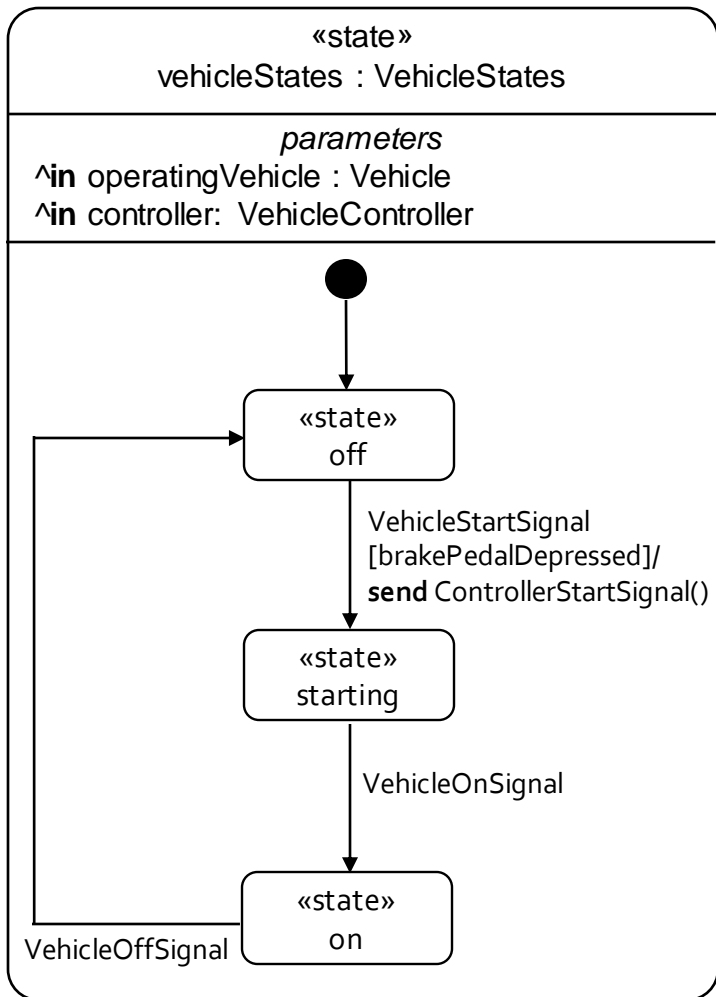 «state»
vehicleStates : VehicleStates
parameters
^in operatingVehicle : Vehicle
^in controller: VehicleController
«state»
off
VehicleStartSignal
[brakePedalDepressed]/
send ControllerStartSignal()
«state»
starting
VehicleOnSignal
«state»
on
VehicleOffSignal